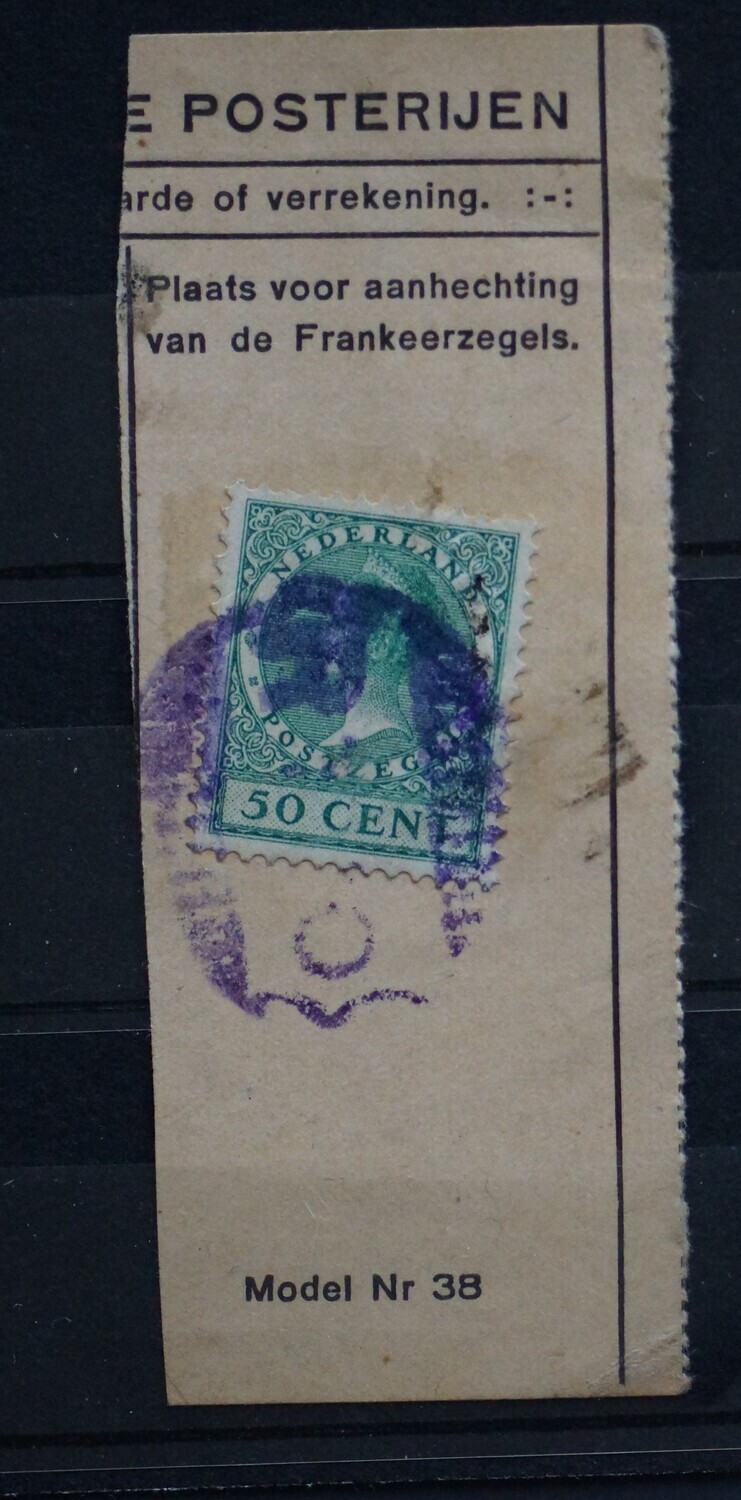 E POSTERIJEN
arde of verrekening. :-:
Plaats voor aanhechting
van de Frankeerzegels.
NEDERLAND
POSTZEGEL
50 CENT
Model Nr 38